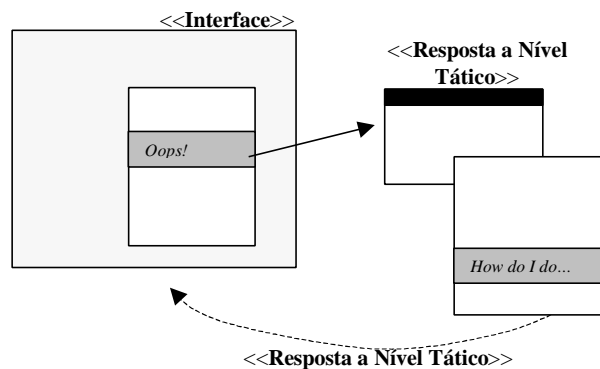 <<Interface>>
<<Resposta a Nível
Tático>>
Oops!
How do I do...
<<Resposta a Nível Tático>>